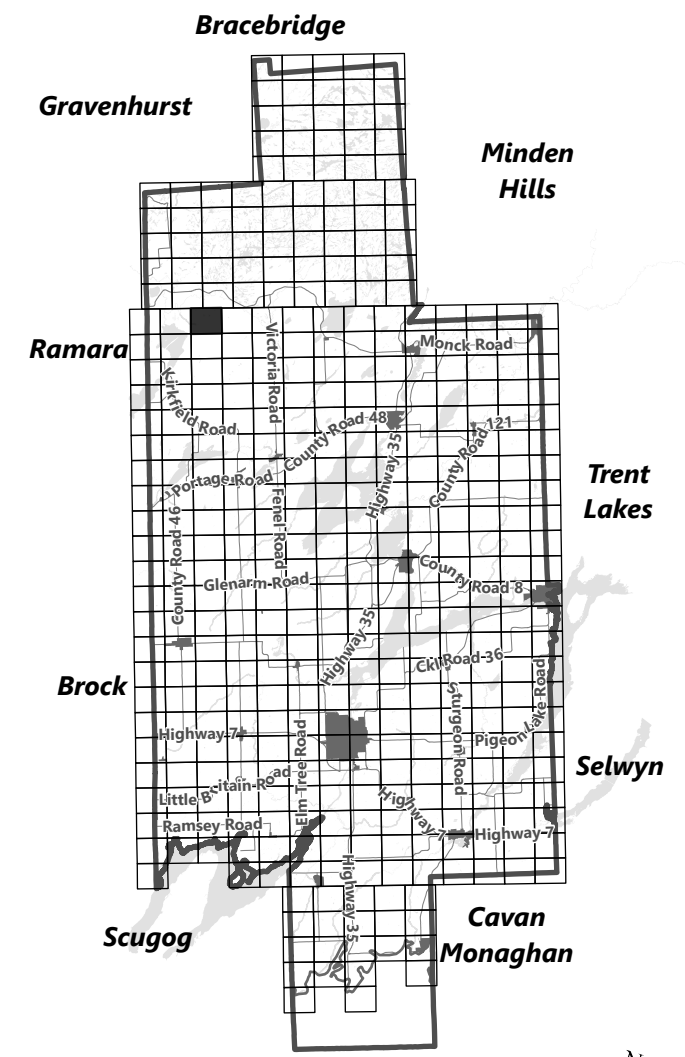 Bracebridge
Gravenhurst
Minden
Hills
Ramara
Monck Road
Victoria Road
Kirkfield Road
County Road 48
County Road 121
Highway 35
Portage Road
Trent
Lakes
Fenel Road
County Road 46
Glenarm Road
County Road 8
Highway 35
Ckl Road 36
Brock
Sturgeon Road
Pigeon Lake Road
Highway 7
Elm Tree Road
Selwyn
Little Britain Road
Highway 7
Ramsey Road
Highway 7
Highway 35
Cavan
Monaghan
Scugog
N